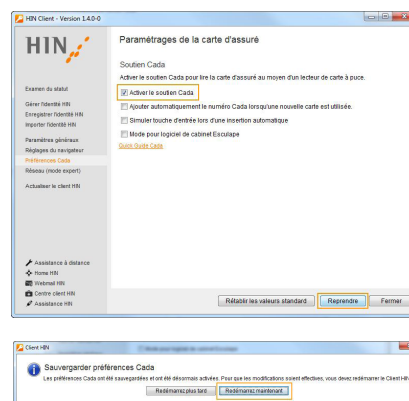 HIN Client - Version 1.4.0-0
HIN
Paramétrages de la carte d'assuré
Soutien Cada
Activer le soutien Cada pour lire la carte d'assuré au moyen d'un lecteur de carte à puce.
Activer le soutien Cada
Ajouter automatiquement le numéro Cada lorsqu'une nouvelle carte est utilisée.
Simuler touche d'entrée lors d'une insertion automatique
Mode pour logiciel de cabinet Esculape
Quick Guide Cada
Examen du statut
Gérer l'identité HIN
Enregistrer l'identité HIN
Importer l'identité HIN
Paramètres généraux
Réglages du navigateur
Préférences Cada
Réseau (mode expert)
Actualiser le client HIN
Assistance à distance
Home HIN
Webmail HIN
Centre client HIN
Assistance HIN
Rétablir les valeurs standard
Reprendre
Fermer
Client HIN
Sauvergarder préférences Cada
Les préférences Cada ont été sauvegardées et ont été désormais activées. Pour que les modifications soient effectives, vous devez redémarrer le Client HIN.
Redémarrez plus tard
Redémarrez maintenant